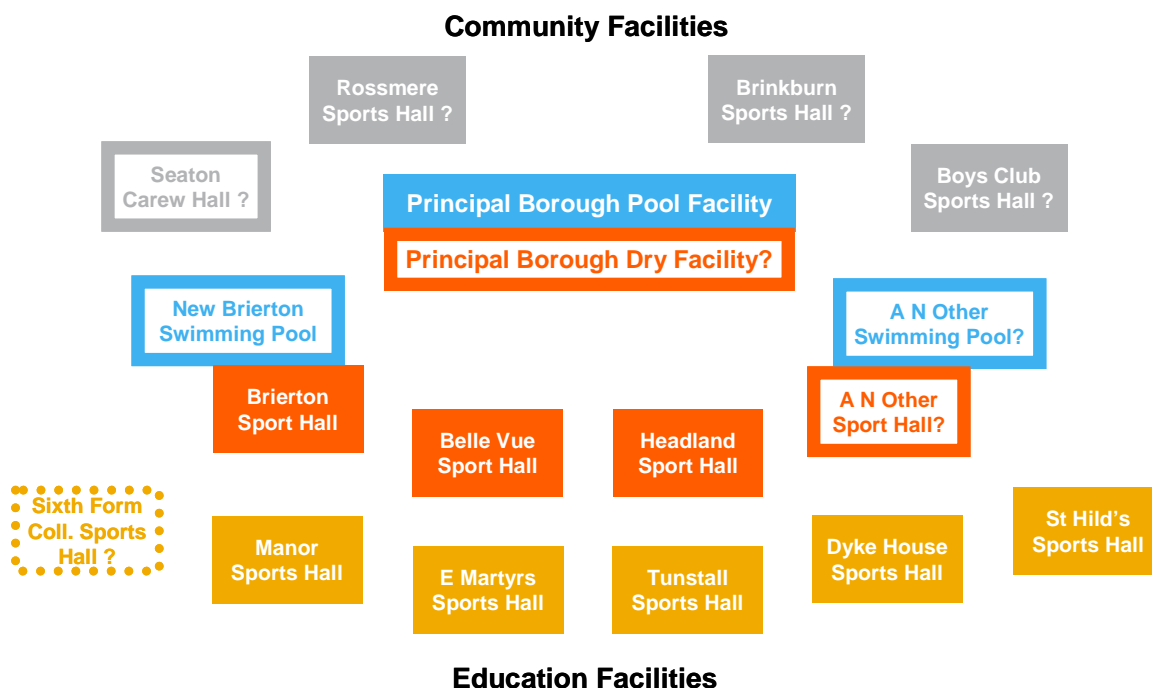 Community Facilities
Rossmere
Sports Hall ?
Brinkburn
Sports Hall ?
Seaton
Carew Hall ?
Boys Club
Sports Hall ?
Principal Borough Pool Facility
Principal Borough Dry Facility?
New Brierton
Swimming Pool
A N Other
Swimming Pool?
Brierton
Sport Hall
A N Other
Sport Hall?
Belle Vue
Sport Hall
Headland
Sport Hall
Sixth Form
Coll. Sports
Hall ?
Manor
Sports Hall
E Martyrs
Sports Hall
Tunstall
Sports Hall
Dyke House
Sports Hall
St Hild’s
Sports Hall
Education Facilities